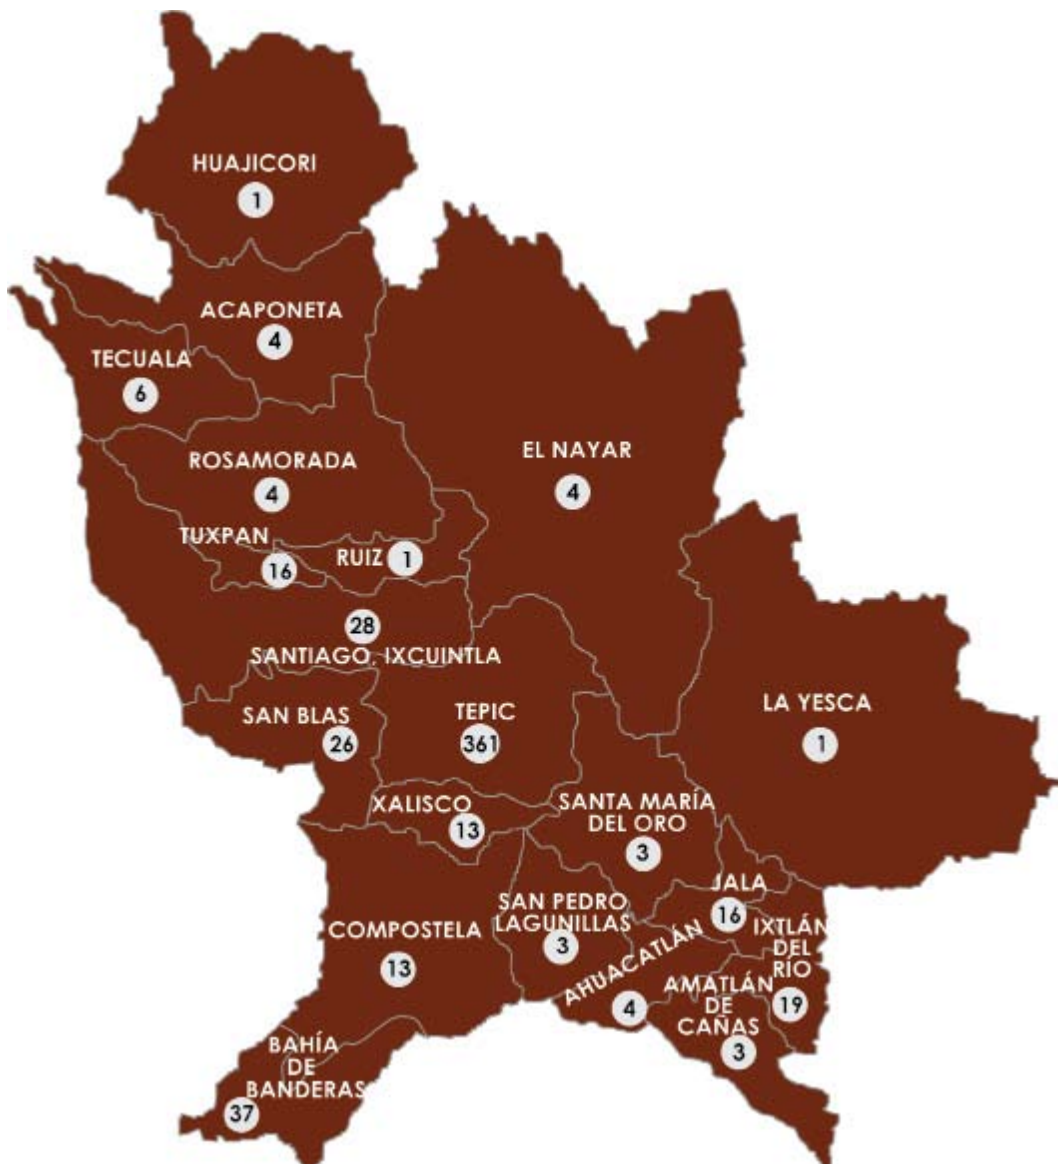 HUAJICORI
1
ACAPONETA
4
TECUALA
6
ROSAMORADA
4
EL NAYAR
4
TUXPAN
16
RUIZ
1
28
SANTIAGO, IXCUINTLA
SAN BLAS
26
TEPIC
361
LA YESCA
1
XALISCO
13
SANTA MARÍA
DEL ORO
3
JALA
16
SAN PEDRO
LAGUNILLAS
3
COMPOSTELA
13
IXTLÁN
DEL
RÍO
19
AHUACATLÁN
4
AMATLÁN
DE
CAÑAS
3
BAHÍA
DE
BANDERAS
37